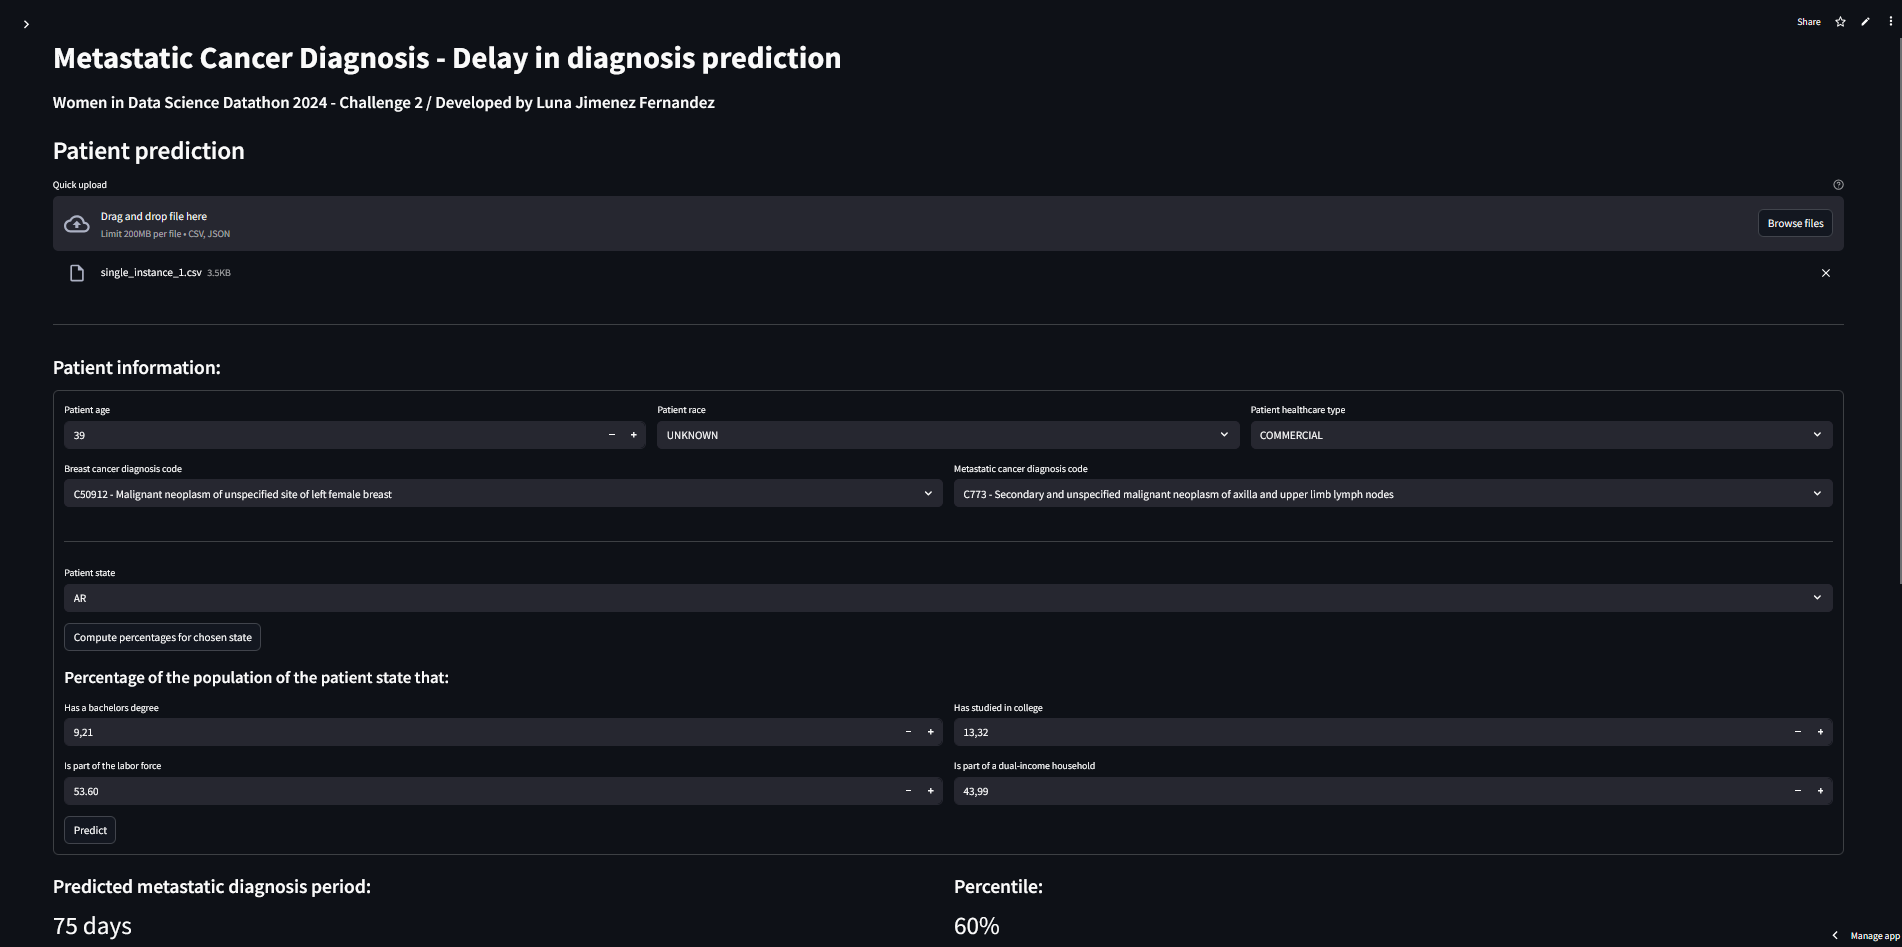 Share
Metastatic Cancer Diagnosis - Delay in diagnosis prediction
Women in Data Science Datathon 2024 - Challenge 2 / Developed by Luna Jimenez Fernandez
Patient prediction
Quick upload
Drag and drop file here
Limit 200MB per file • CSV, JSON
Browse files
single_instance_1.csv 3.5KB
Patient information:
Patient age
Patient race
Patient healthcare type
39
UNKNOWN
COMMERCIAL
Breast cancer diagnosis code
Metastatic cancer diagnosis code
C50912 - Malignant neoplasm of unspecified site of left female breast
C773 - Secondary and unspecified malignant neoplasm of axilla and upper limb lymph nodes
Patient state
AR
Compute percentages for chosen state
Percentage of the population of the patient state that:
Has a bachelors degree
Has studied in college
9,21
13,32
Is part of the labor force
Is part of a dual-income household
53.60
43,99
Predict
Predicted metastatic diagnosis period:
Percentile:
75 days
60%
Manage app